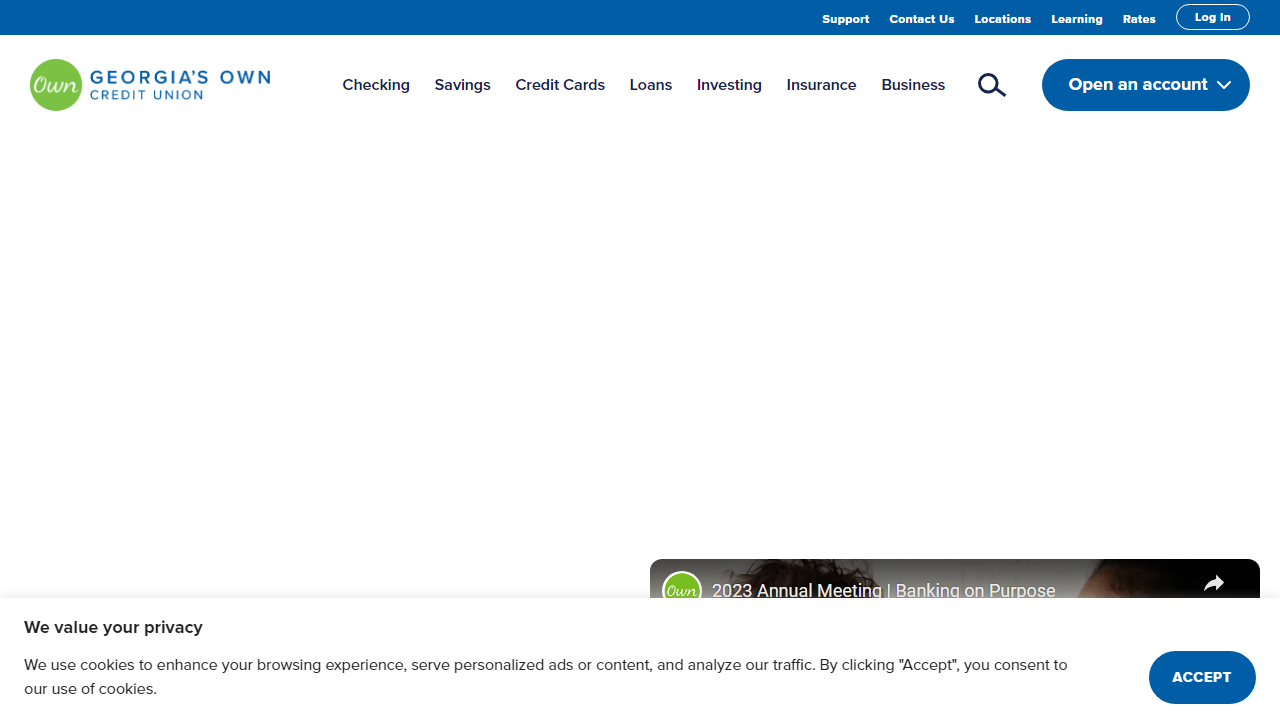 Support Contact Us Locations Learning Rates Log In
Own GEORGIA'S OWN
CREDIT UNION
Checking Savings Credit Cards Loans Investing Insurance Business Open an account
Own 2023 Annual Meeting | Banking on Purpose
We value your privacy
We use cookies to enhance your browsing experience, serve personalized ads or content, and analyze our traffic. By clicking "Accept", you consent to
our use of cookies.
ACCEPT